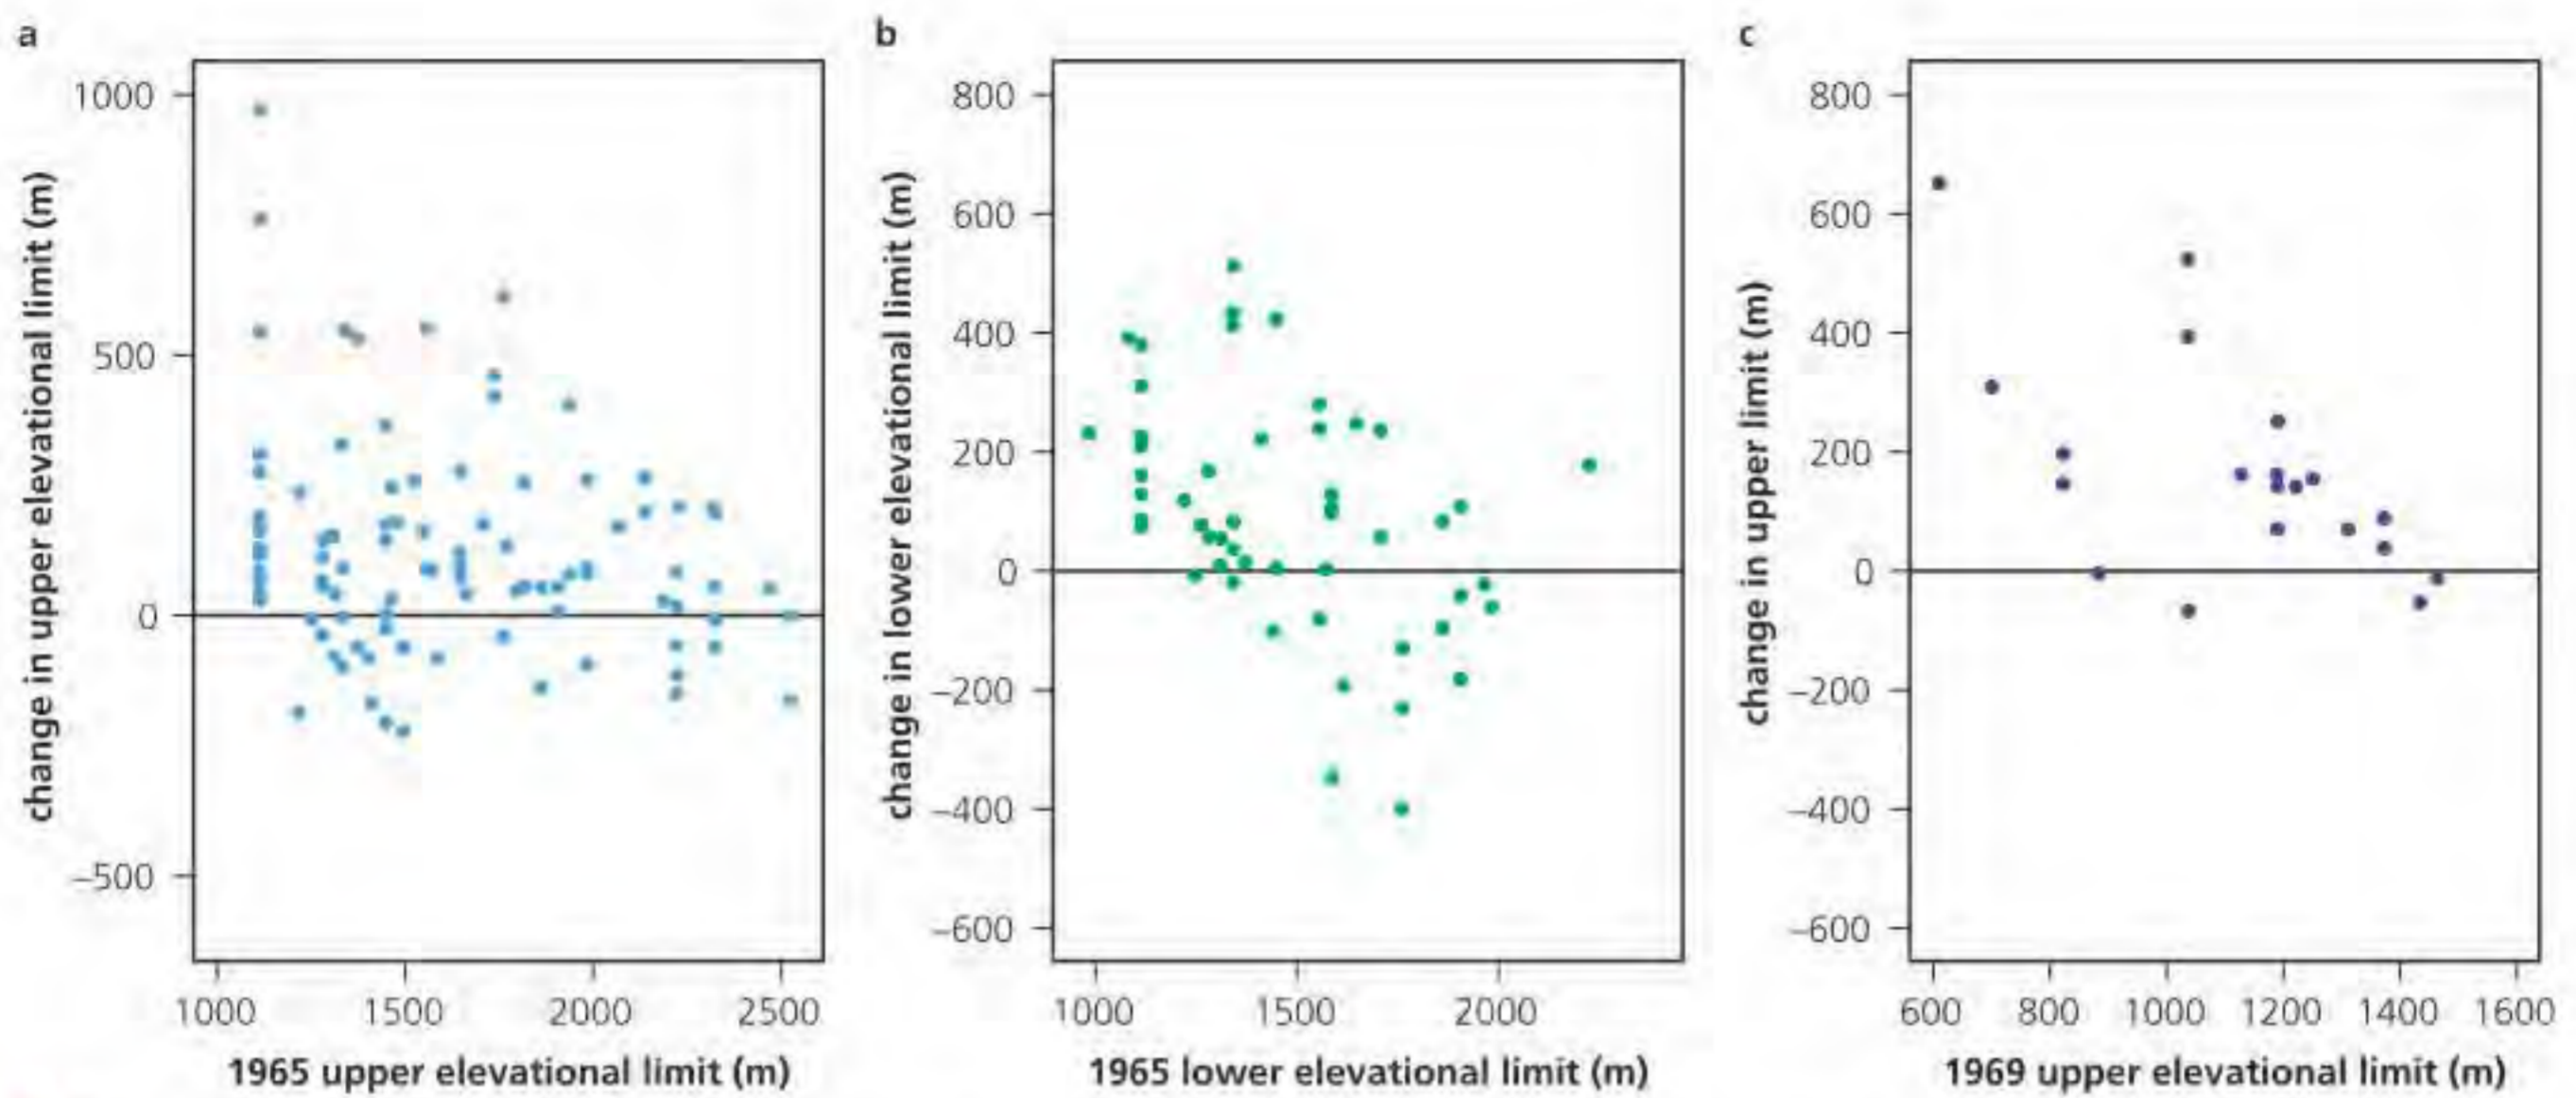 a
1000
500
0
–500
1000 1500 2000 2500
change in upper elevational limit (m)
1965 upper elevational limit (m)
b
800
600
400
200
0
–200
–400
–600
1000 1500 2000
change in lower elevational limit (m)
1965 lower elevational limit (m)
c
800
600
400
200
0
–200
–400
–600
600 800 1000 1200 1400 1600
change in upper limit (m)
1969 upper elevational limit (m)